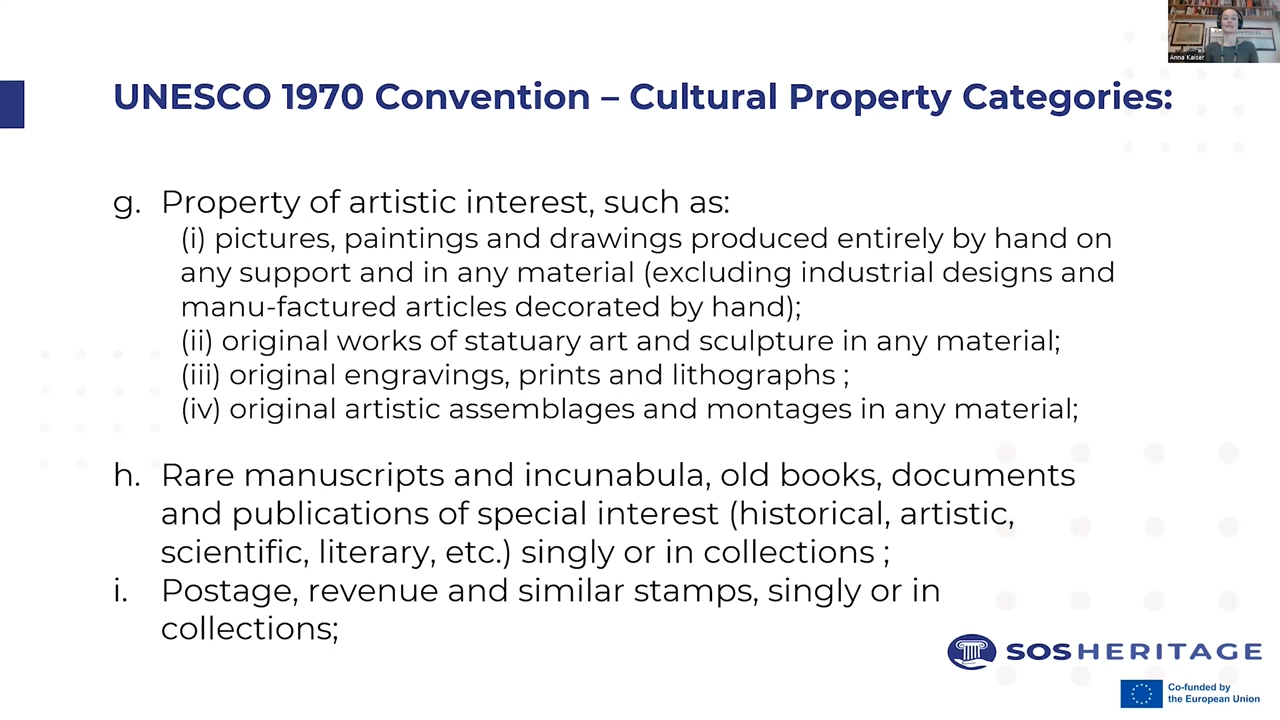 Anna Kaiser
UNESCO 1970 Convention – Cultural Property Categories:
g. Property of artistic interest, such as:
(i) pictures, paintings and drawings produced entirely by hand on
any support and in any material (excluding industrial designs and
manu-factured articles decorated by hand);
(ii) original works of statuary art and sculpture in any material;
(iii) original engravings, prints and lithographs ;
(iv) original artistic assemblages and montages in any material;
h. Rare manuscripts and incunabula, old books, documents
and publications of special interest (historical, artistic,
scientific, literary, etc.) singly or in collections ;
i. Postage, revenue and similar stamps, singly or in
collections;
SOSHERITAGE
Co-funded by
the European Union